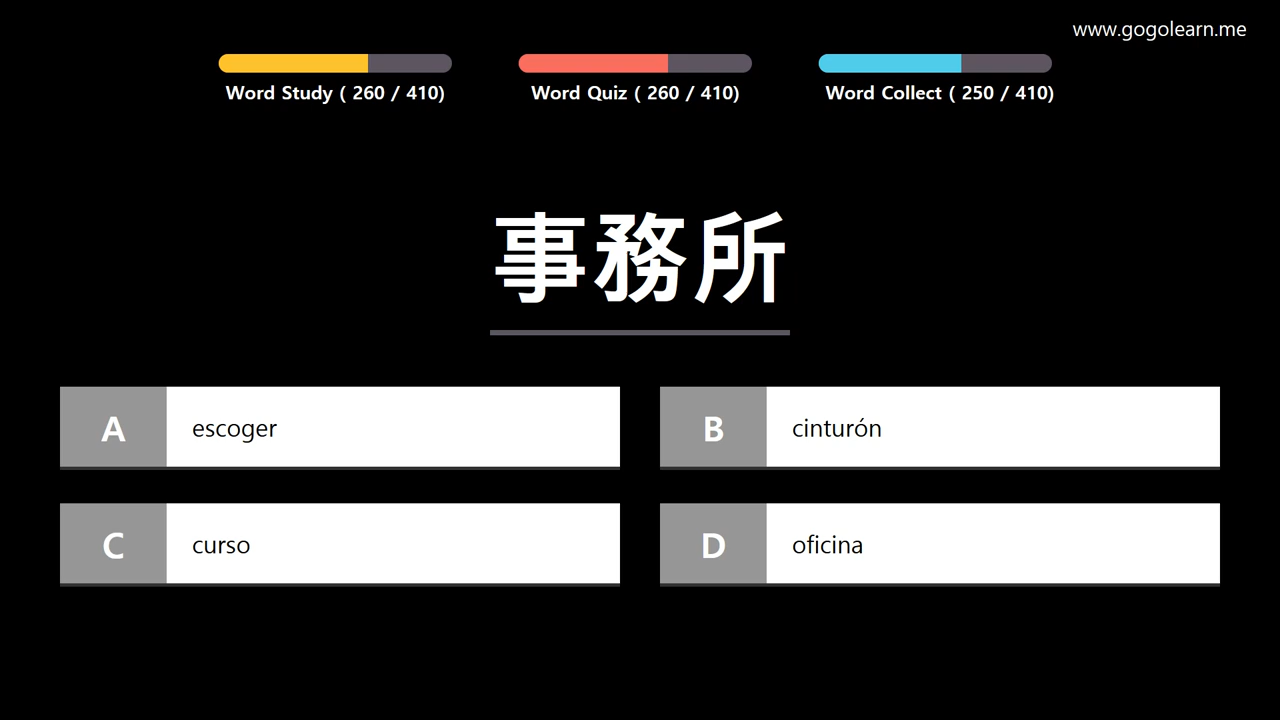 www.gogolearn.me
Word Study ( 260 / 410)
Word Quiz ( 260 / 410)
Word Collect ( 250 / 410)
事務所
A escoger
B cinturón
C curso
D oficina